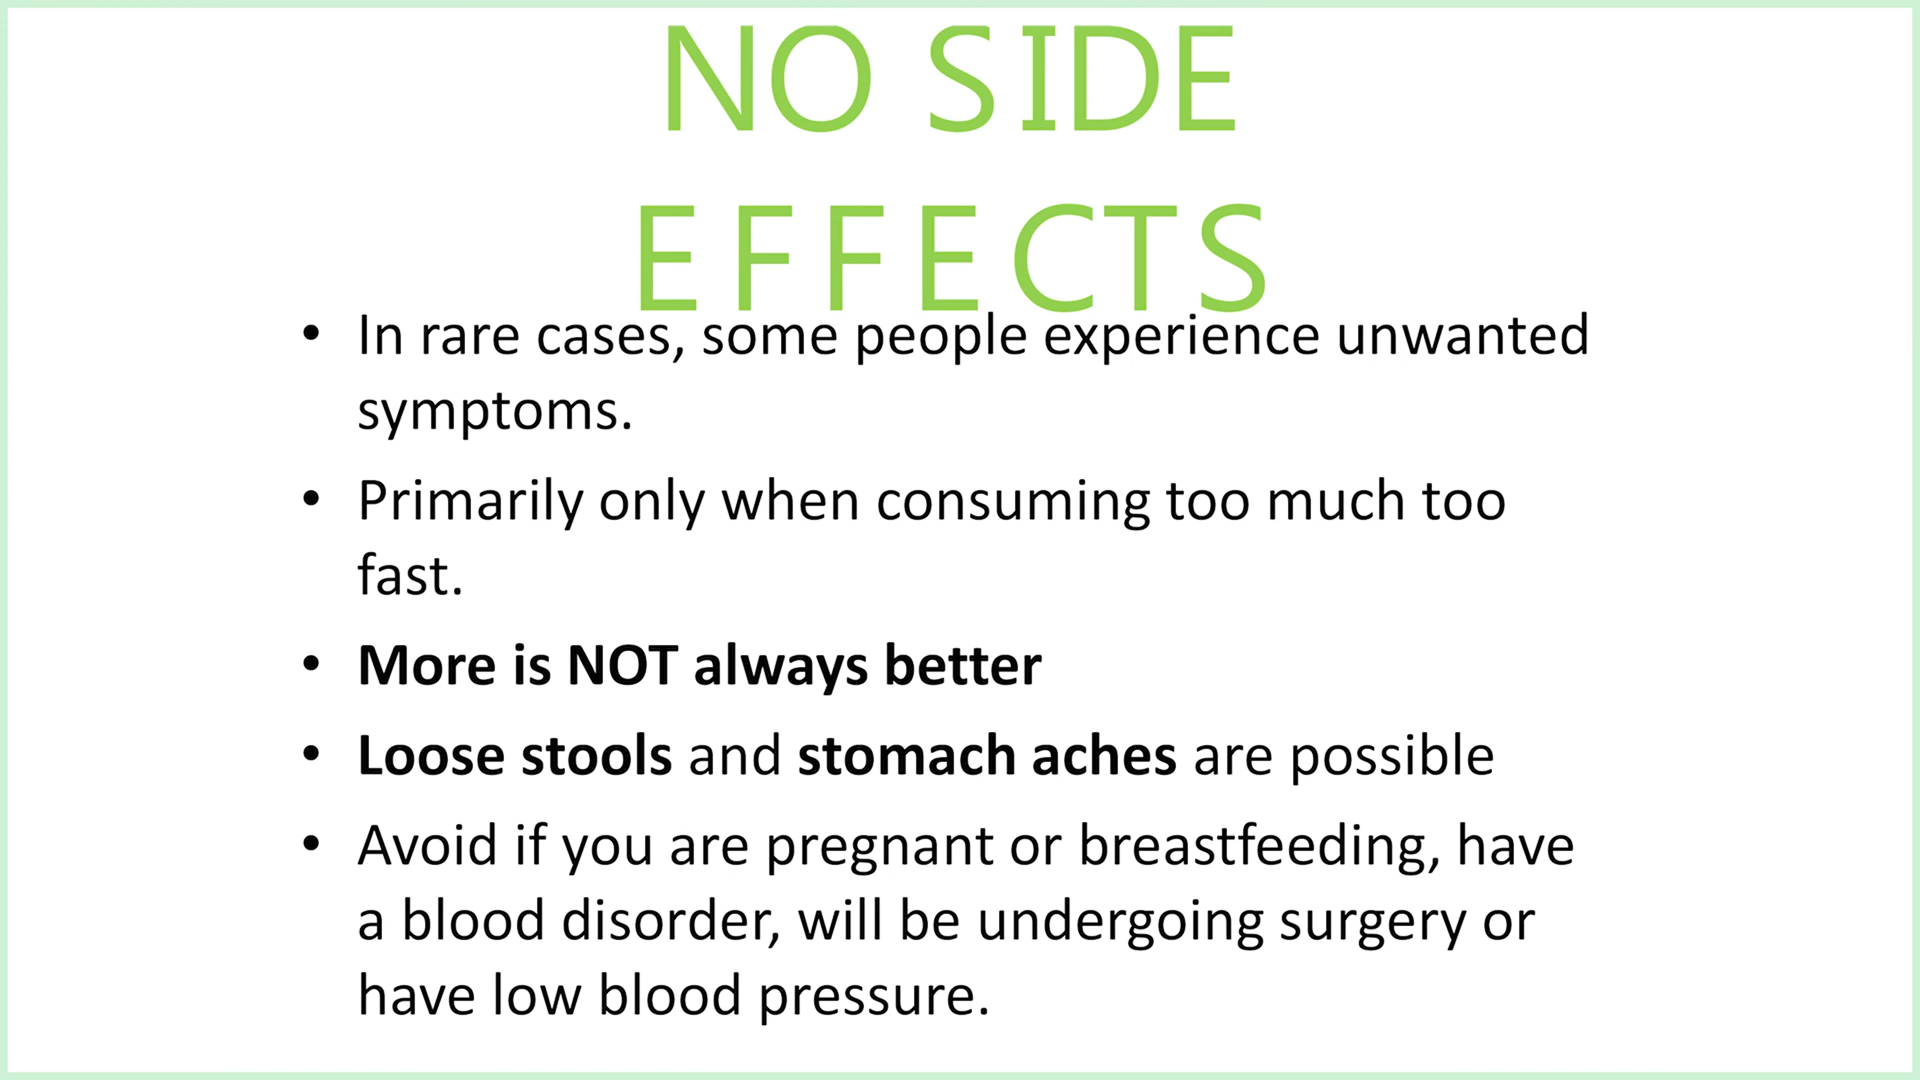 NO SIDE
EFFECTS
• In rare cases, some people experience unwanted
symptoms.
• Primarily only when consuming too much too
fast.
• More is NOT always better
• Loose stools and stomach aches are possible
• Avoid if you are pregnant or breastfeeding, have
a blood disorder, will be undergoing surgery or
have low blood pressure.